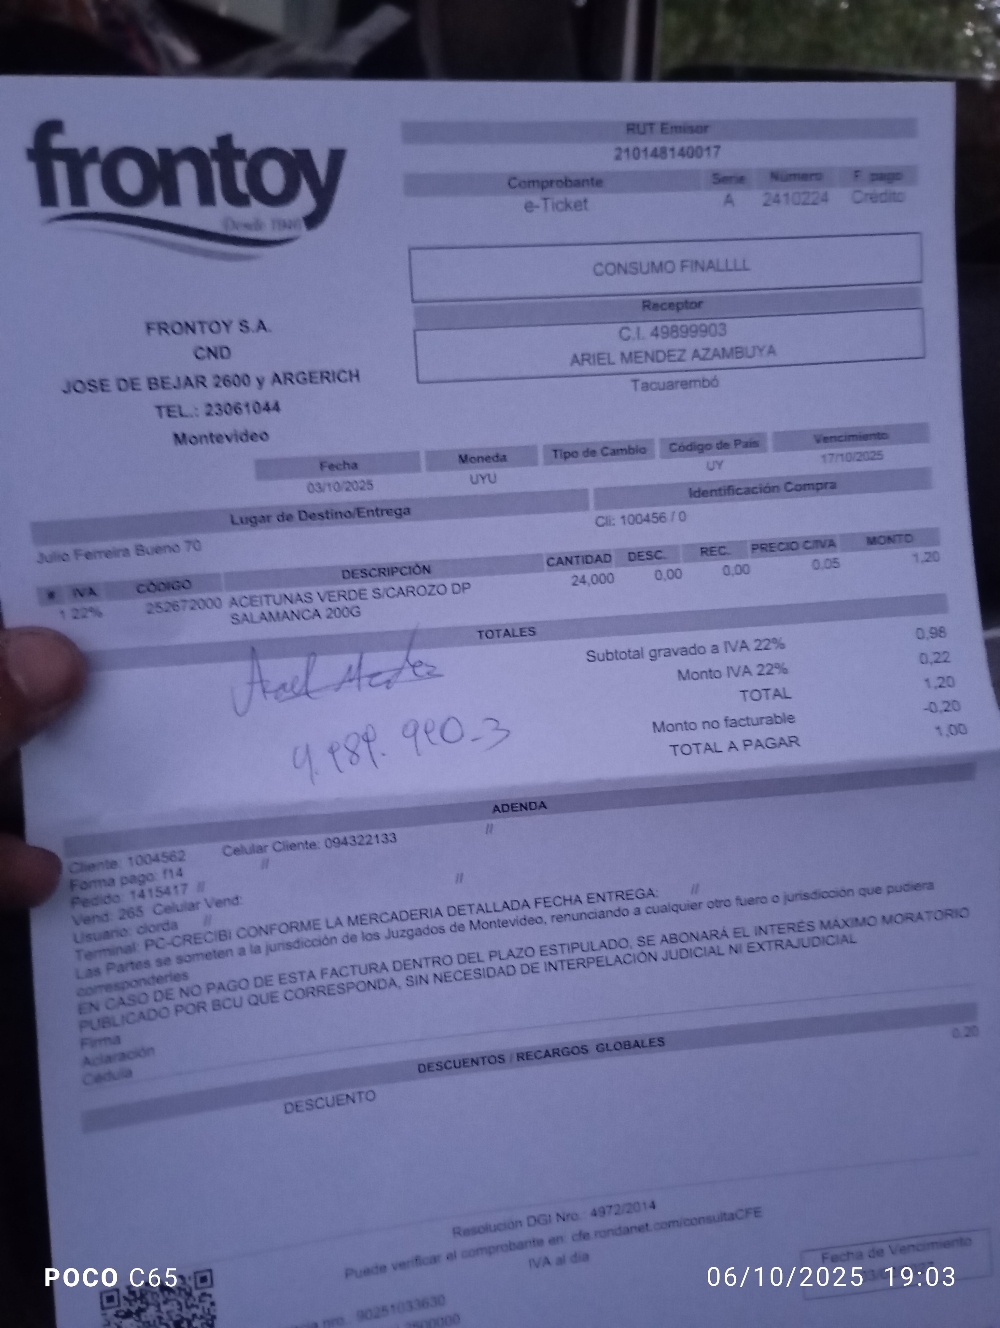 frontoy
Desde 1946
RUT Emisor
210148140017
Comprobante Serie Número F. pago
e-Ticket A 2410224 Crédito
CONSUMO FINALLLL
Receptor
C.I. 49899903
ARIEL MENDEZ AZAMBUYA
Tacuarembó
FRONTOY S.A.
CND
JOSE DE BEJAR 2600 y ARGERICH
TEL.: 23061044
Montevideo
Fecha Moneda Tipo de Cambio Código de País Vencimiento
03/10/2025 UYU UY 17/10/2025
Lugar de Destino/Entrega Identificación Compra
Julio Ferreira Bueno 70 Cli: 100456 / 0
# IVA CÓDIGO DESCRIPCIÓN CANTIDAD DESC. REC. PRECIO C/IVA MONTO
1 22% 252672000 ACEITUNAS VERDE S/CAROZO DP 24,000 0,00 0,00 0,05 1,20
SALAMANCA 200G
TOTALES
Subtotal gravado a IVA 22% 0,98
Monto IVA 22% 0,22
TOTAL 1,20
Monto no facturable -0,20
TOTAL A PAGAR 1,00
Ariel Mendez
4.989.990-3
ADENDA
Cliente: 1004562 Celular Cliente: 094322133 //
Forma pago: f14 //
Pedido: 1415417 //
Vend: 265 Celular Vend: //
Usuario: clorda //
Terminal: PC-CRECIBI CONFORME LA MERCADERIA DETALLADA FECHA ENTREGA: //
Las Partes se someten a la jurisdicción de los Juzgados de Montevideo, renunciando a cualquier otro fuero o jurisdicción que pudiera
corresponderles
EN CASO DE NO PAGO DE ESTA FACTURA DENTRO DEL PLAZO ESTIPULADO, SE ABONARÁ EL INTERÉS MÁXIMO MORATORIO
PUBLICADO POR BCU QUE CORRESPONDA, SIN NECESIDAD DE INTERPELACIÓN JUDICIAL NI EXTRAJUDICIAL
Firma
Aclaración
Cédula
DESCUENTOS / RECARGOS GLOBALES
DESCUENTO 0,20
Resolución DGI Nro.: 4972/2014
Puede verificar el comprobante en: cfe.rondanet.com/consultaCFE
IVA al día
Fecha de Vencimiento
nro.: 90251033630
POCO C65
06/10/2025 19:03